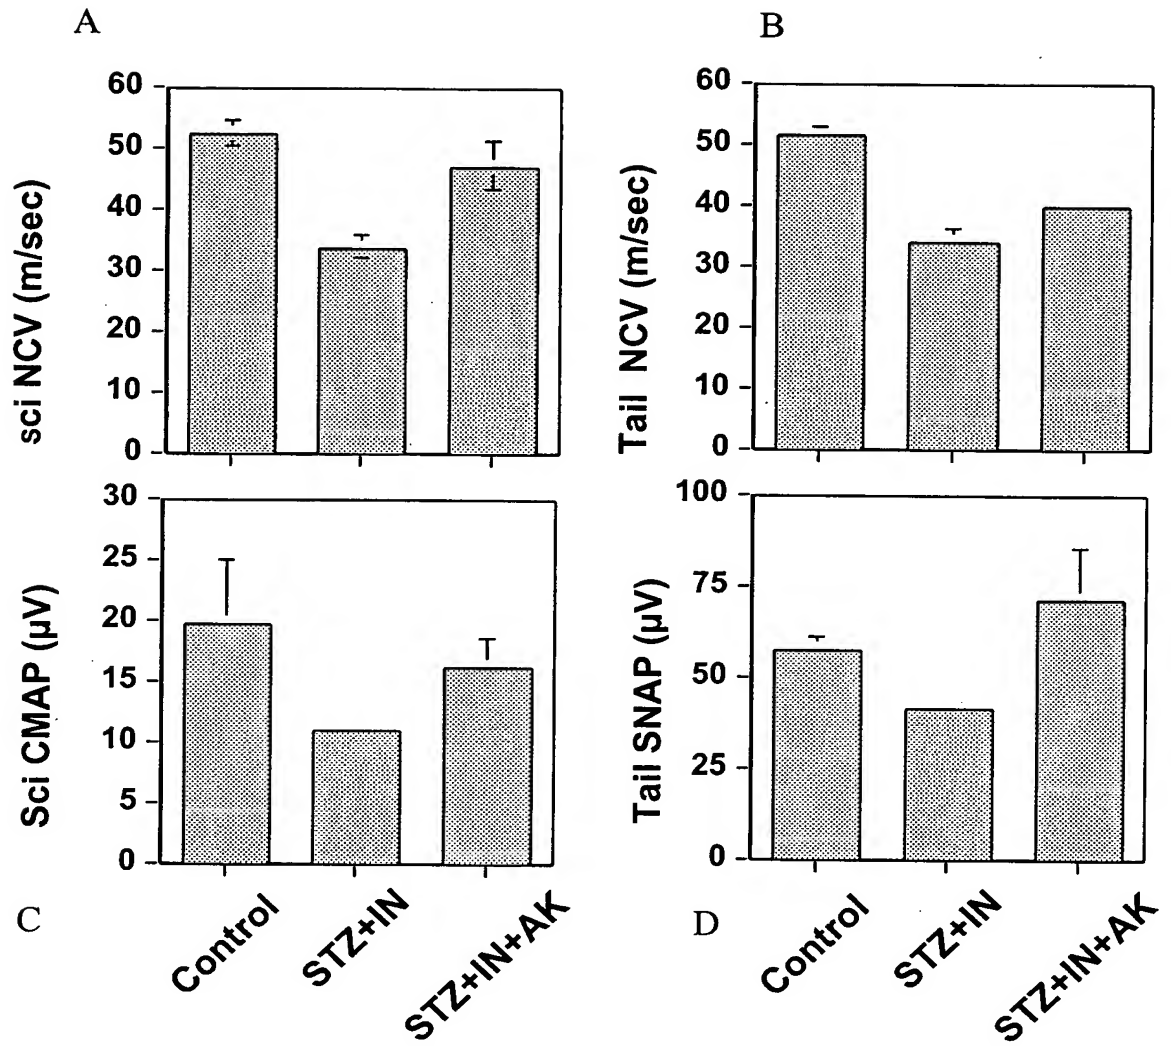 A
B
sci NCV (m/sec)
60
50
40
30
20
10
0
Tail NCV (m/sec)
60
50
40
30
20
10
0
Sci CMAP (µV)
30
25
20
15
10
5
0
Tail SNAP (µV)
100
75
50
25
0
C
Control
STZ+IN
STZ+IN+AK
D
Control
STZ+IN
STZ+IN+AK